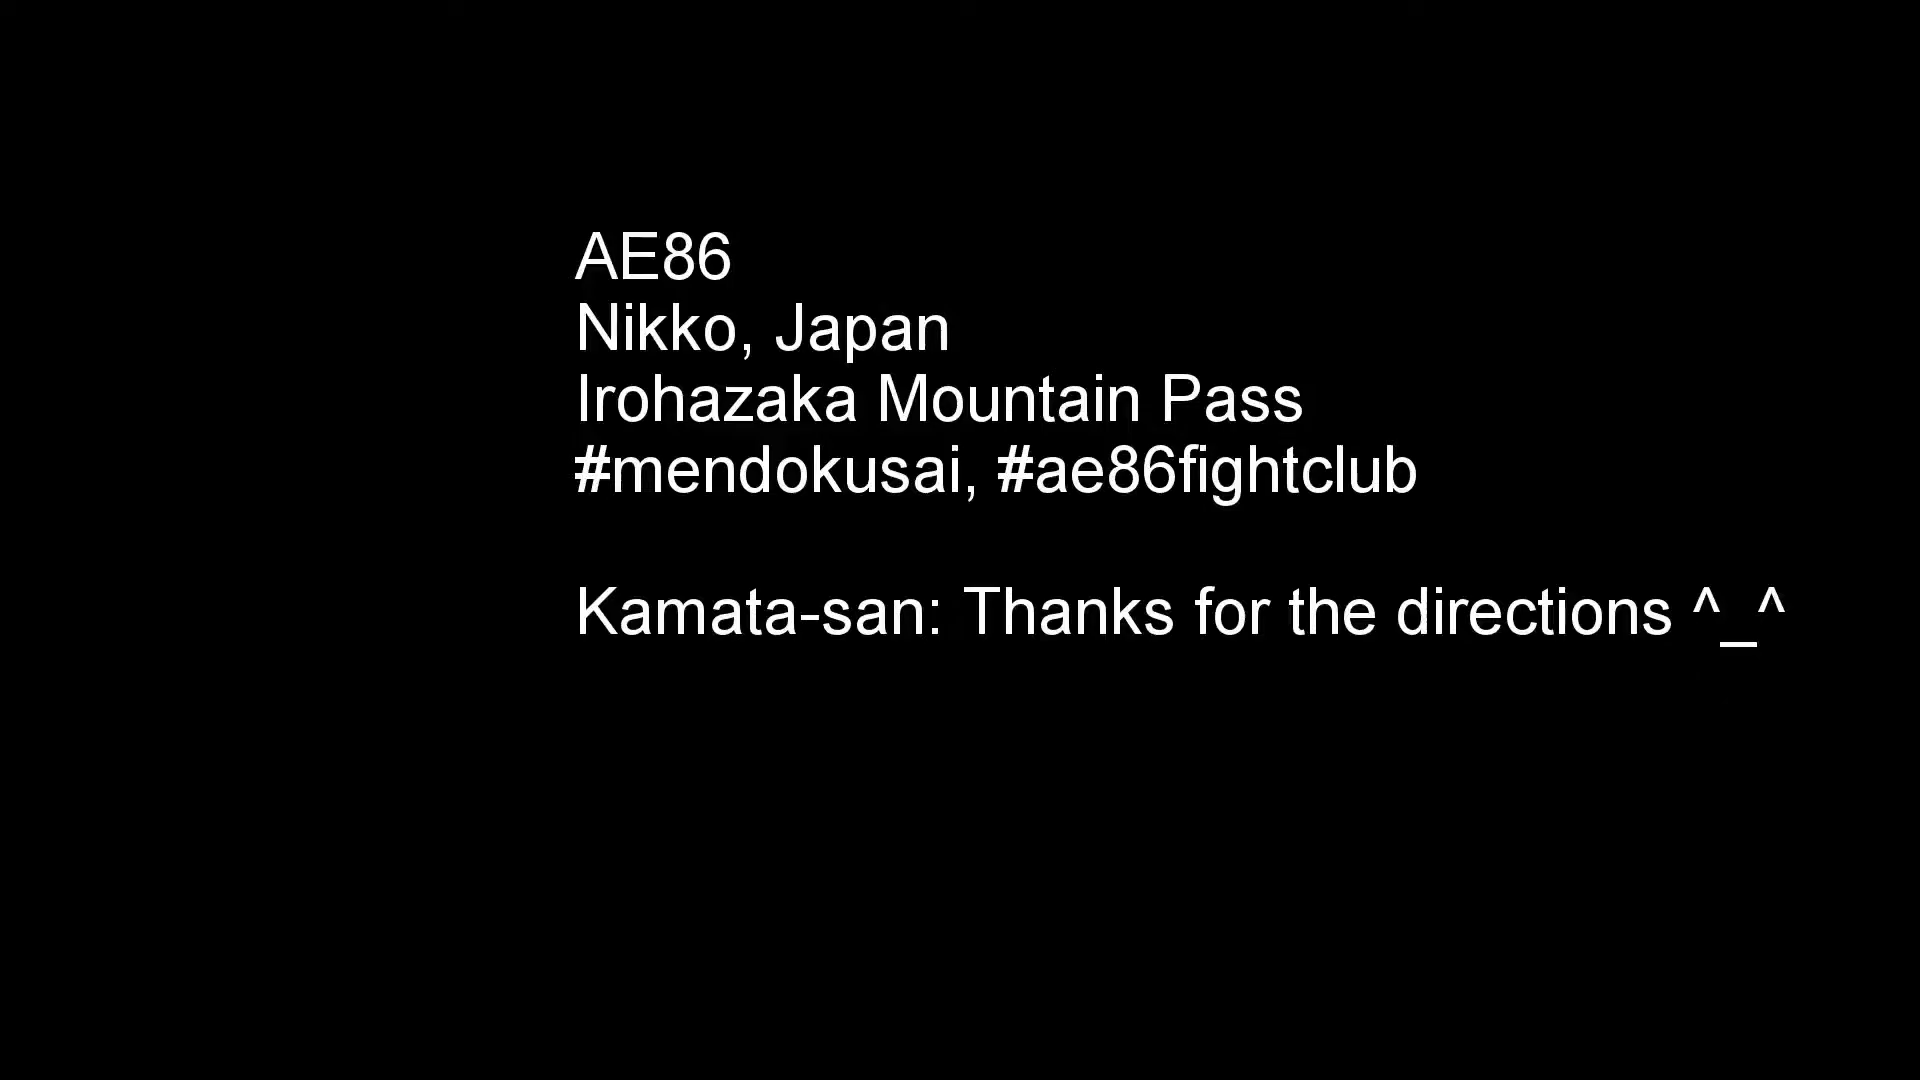 AE86
Nikko, Japan
Irohazaka Mountain Pass
#mendokusai, #ae86fightclub
Kamata-san: Thanks for the directions ^_^